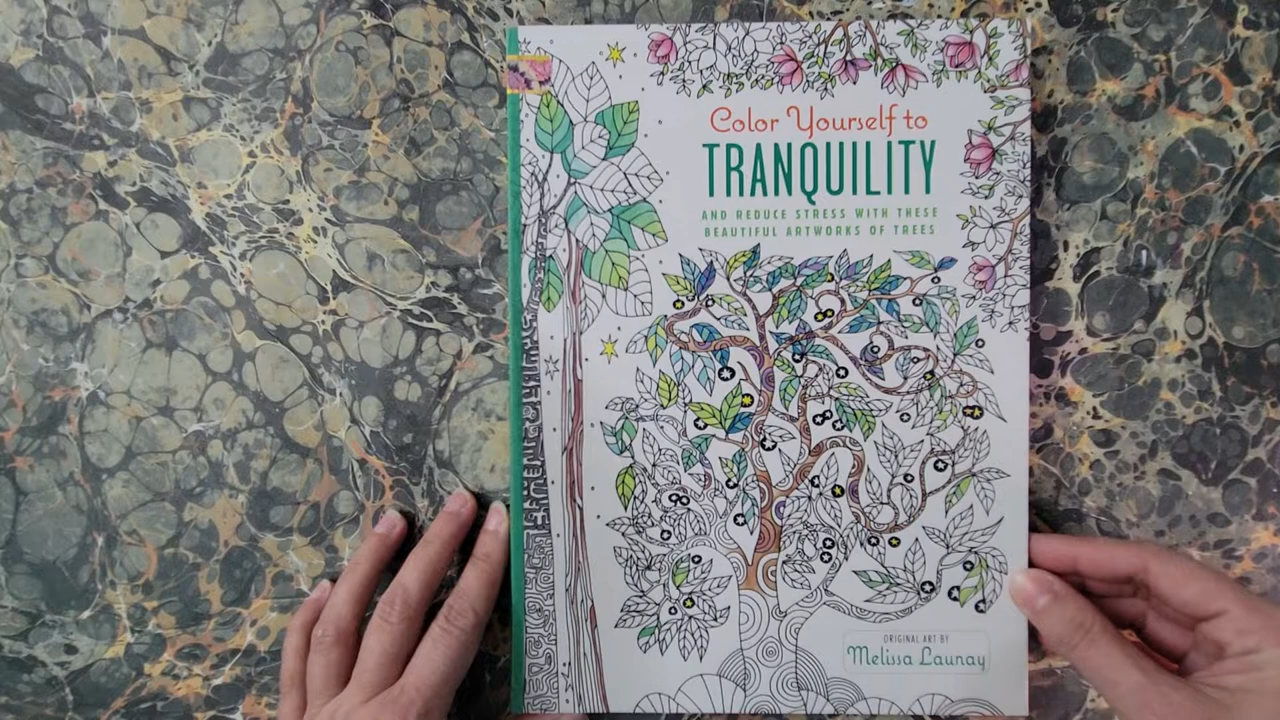 Color Yourself to
TRANQUILITY
AND REDUCE STRESS WITH THESE
BEAUTIFUL ARTWORKS OF TREES
ORIGINAL ART BY
Melissa Launay